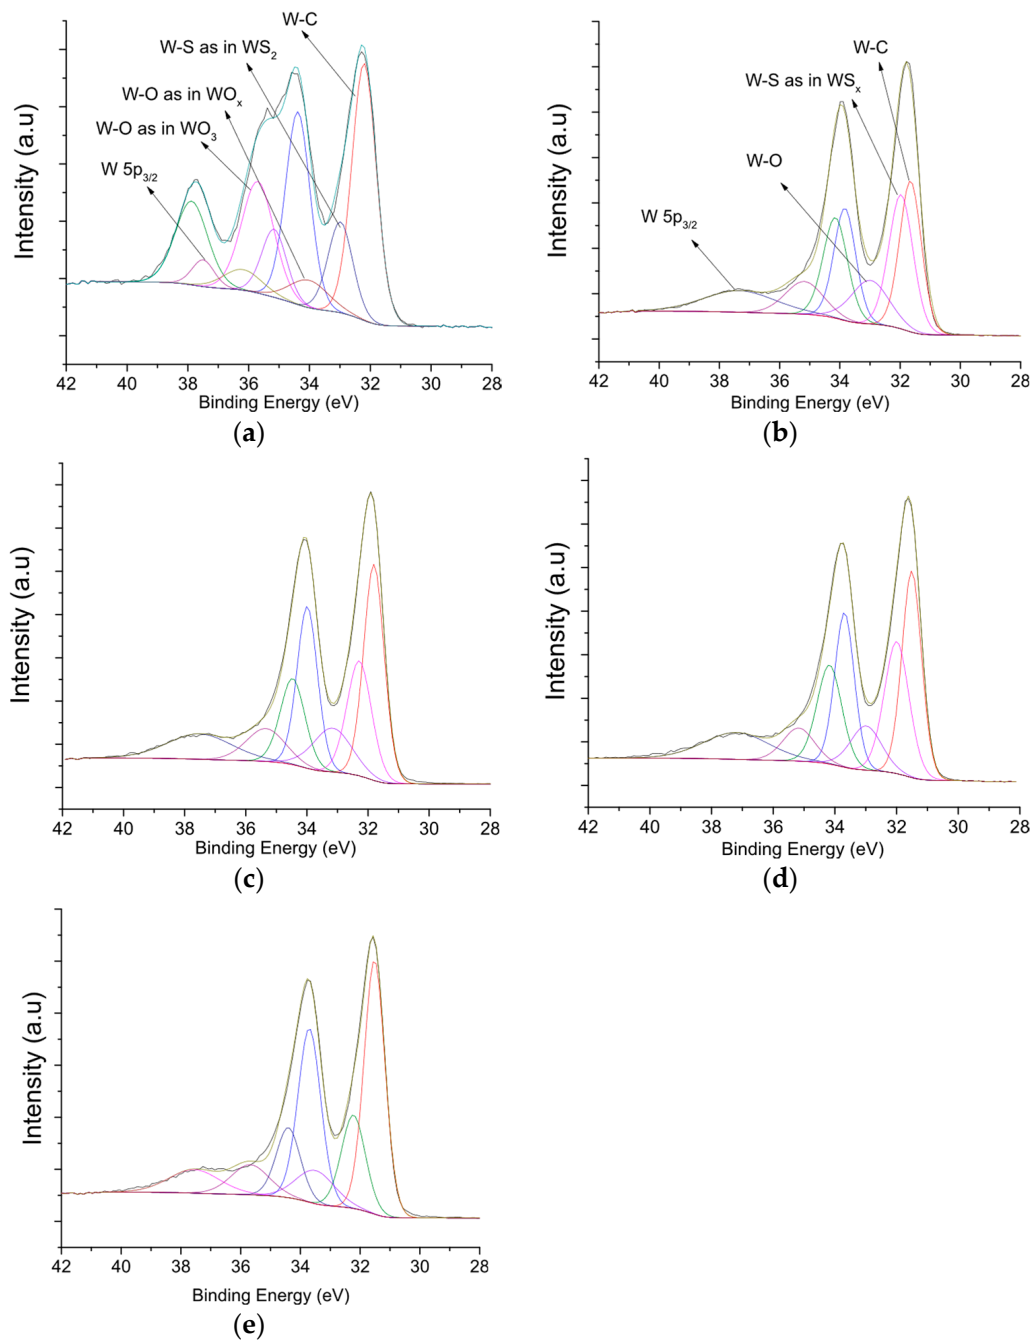 W-C
W-S as in WS2
W-O as in WOx
W-O as in WO3
W 5p3/2
Intensity (a.u)
42 40 38 36 34 32 30 28
Binding Energy (eV)
(a)
W-C
W-S as in WSx
W-O
W 5p3/2
Intensity (a.u)
42 40 38 36 34 32 30 28
Binding Energy (eV)
(b)
Intensity (a.u)
42 40 38 36 34 32 30 28
Binding Energy (eV)
(c)
Intensity (a.u)
42 40 38 36 34 32 30 28
Binding Energy (eV)
(d)
Intensity (a.u)
42 40 38 36 34 32 30 28
Binding Energy (eV)
(e)